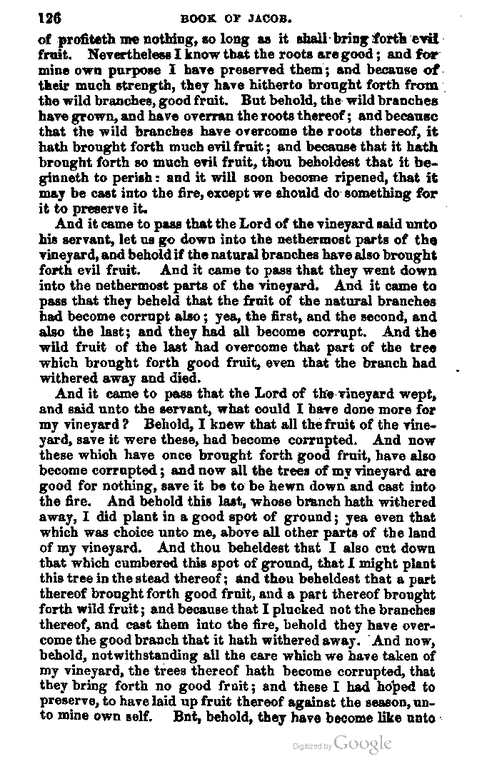 126 BOOK OF JACOB.
of profiteth me nothing, so long as it shall bring forth evil
fruit. Nevertheless I know that the roots are good; and for
mine own purpose I have preserved them; and because of
their much strength, they have hitherto brought forth from
the wild branches, good fruit. But behold, the wild branches
have grown, and have overran the roots thereof; and because
that the wild branches have overcome the roots thereof, it
hath brought forth much evil fruit; and because that it hath
brought forth so much evil fruit, thou beholdest that it be-
ginneth to perish: and it will soon become ripened, that it
may be cast into the fire, except we should do something for
it to preserve it.
And it came to pass that the Lord of the vineyard said unto
his servant, let us go down into the nethermost parts of the
vineyard, and behold if the natural branches have also brought
forth evil fruit. And it came to pass that they went down
into the nethermost parts of the vineyard. And it came to
pass that they beheld that the fruit of the natural branches
had become corrupt also; yea, the first, and the second, and
also the last; and they had all become corrupt. And the
wild fruit of the last had overcome that part of the tree
which brought forth good fruit, even that the branch had
withered away and died.
And it came to pass that the Lord of the vineyard wept,
and said unto the servant, what could I have done more for
my vineyard? Behold, I knew that all the fruit of the vine-
yard, save it were these, had become corrupted. And now
these which have once brought forth good fruit, have also
become corrupted; and now all the trees of my vineyard are
good for nothing, save it be to be hewn down and cast into
the fire. And behold this last, whose branch hath withered
away, I did plant in a good spot of ground; yea even that
which was choice unto me, above all other parts of the land
of my vineyard. And thou beheldest that I also cut down
that which cumbered this spot of ground, that I might plant
this tree in the stead thereof; and thou beheldest that a part
thereof brought forth good fruit, and a part thereof brought
forth wild fruit; and because that I plucked not the branches
thereof, and cast them into the fire, behold they have over-
come the good branch that it hath withered away. And now,
behold, notwithstanding all the care which we have taken of
my vineyard, the trees thereof hath become corrupted, that
they bring forth no good fruit; and these I had hoped to
preserve, to have laid up fruit thereof against the season, un-
to mine own self. But, behold, they have become like unto
Digitized by Google